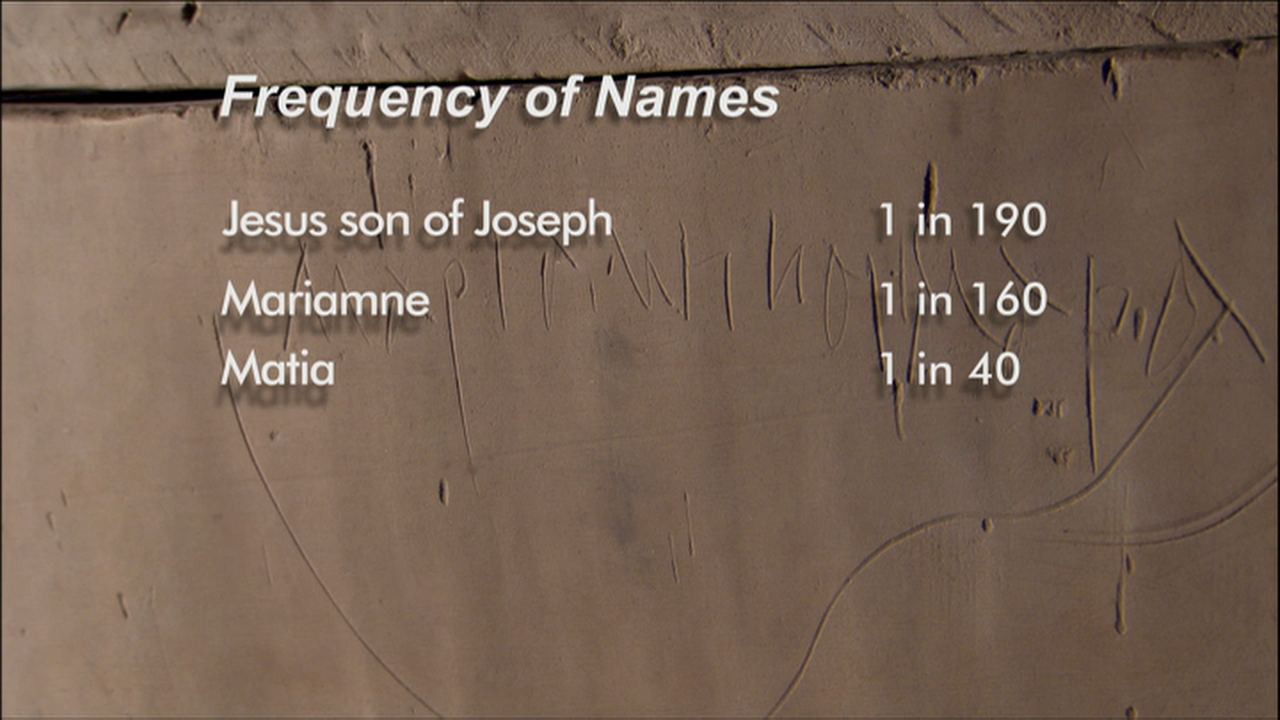 Frequency of Names
Jesus son of Joseph 1 in 190
Mariamne 1 in 160
Matia 1 in 40